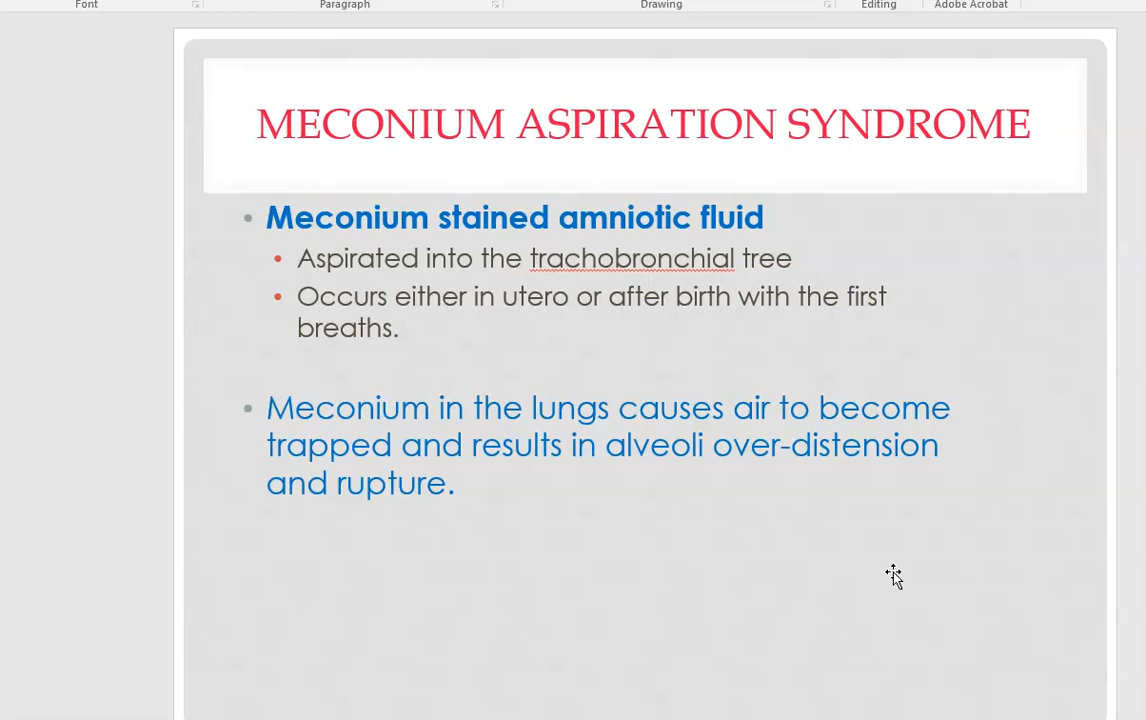 Font Paragraph Drawing Editing Adobe Acrobat
MECONIUM ASPIRATION SYNDROME
• Meconium stained amniotic fluid
• Aspirated into the trachobronchial tree
• Occurs either in utero or after birth with the first
breaths.
• Meconium in the lungs causes air to become
trapped and results in alveoli over-distension
and rupture.